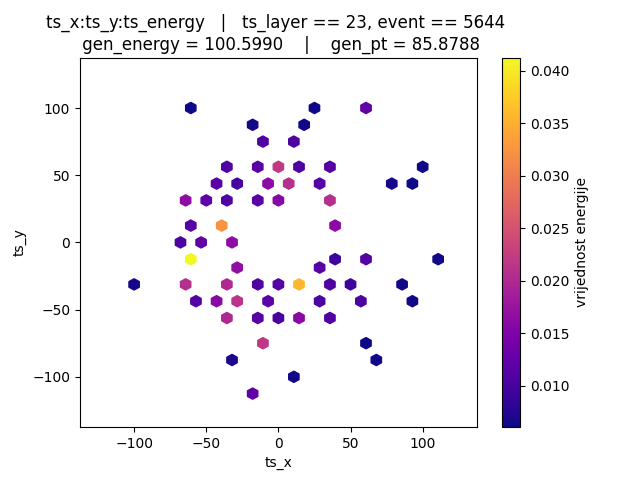 ts_x:ts_y:ts_energy | ts_layer == 23, event == 5644
gen_energy = 100.5990 | gen_pt = 85.8788
100
50
0
−50
−100
ts_y
−100 −50 0 50 100
ts_x
0.040
0.035
0.030
0.025
0.020
0.015
0.010
vrijednost energije